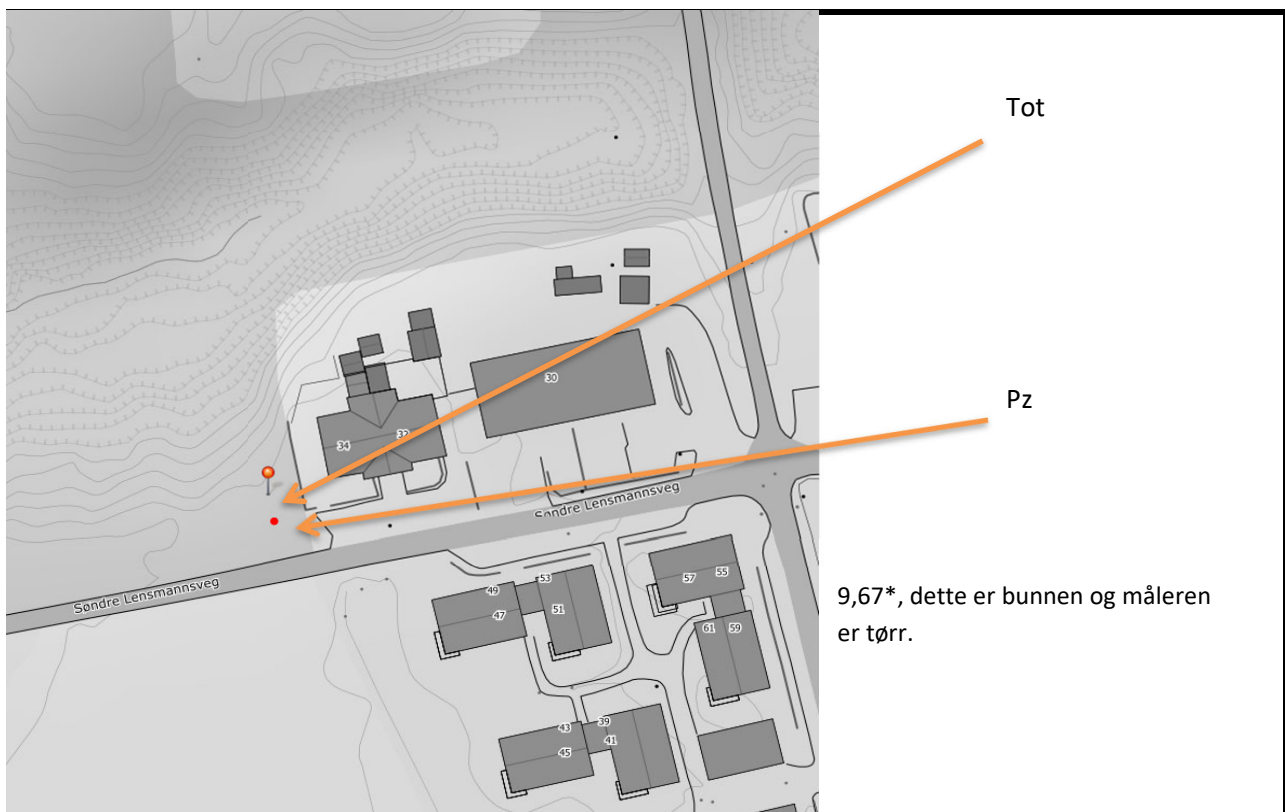 Tot
30
34
32
Pz
Søndre Lensmannsveg
Søndre Lensmannsveg
53
57
55
49
47
51
9,67*, dette er bunnen og måleren
er tørr.
61
59
43
39
41
45